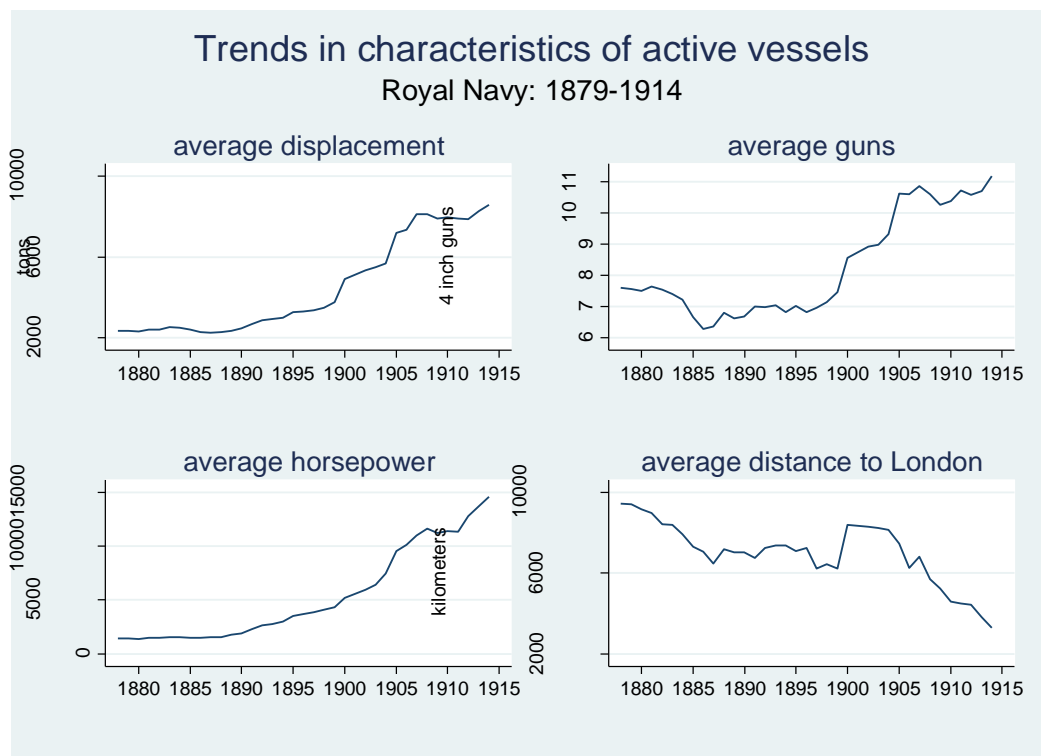 Trends in characteristics of active vessels
Royal Navy: 1879-1914
average displacement
10000
6000
2000
tons
1880 1885 1890 1895 1900 1905 1910 1915
average guns
11
10
9
8
7
6
4 inch guns
1880 1885 1890 1895 1900 1905 1910 1915
average horsepower
15000
10000
5000
0
1880 1885 1890 1895 1900 1905 1910 1915
average distance to London
10000
6000
2000
kilometers
1880 1885 1890 1895 1900 1905 1910 1915